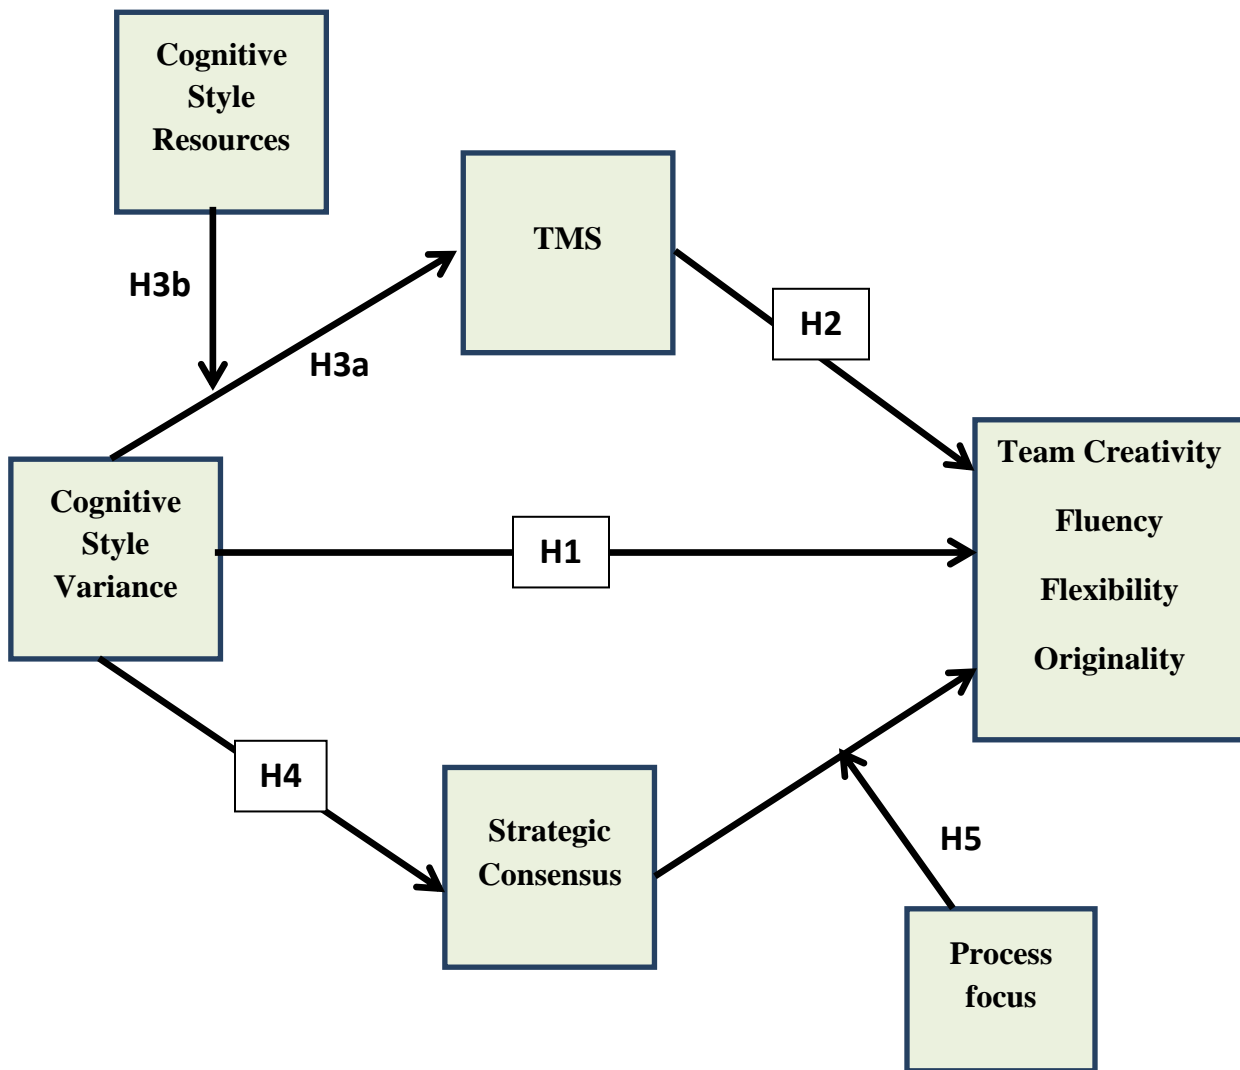 Cognitive
Style
Resources
TMS
H3b
H3a
H2
Cognitive
Style
Variance
H1
Team Creativity
Fluency
Flexibility
Originality
H4
Strategic
Consensus
H5
Process
focus